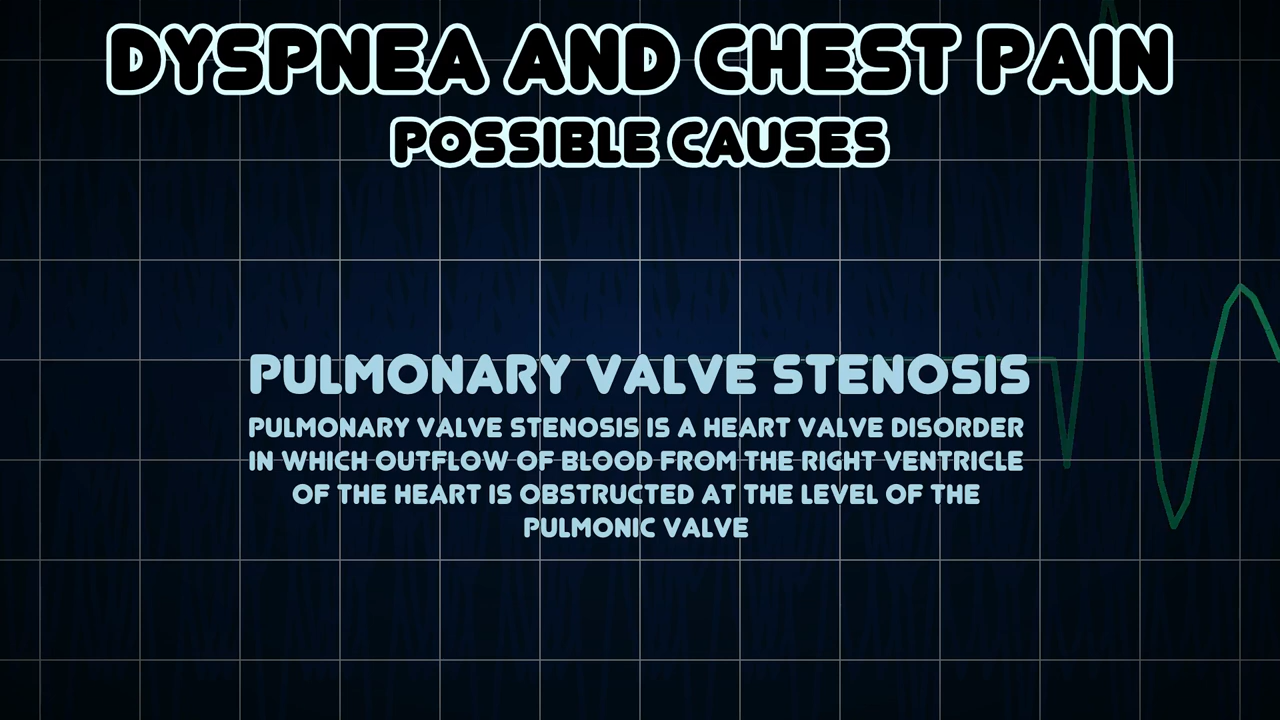 DYSPNEA AND CHEST PAIN
POSSIBLE CAUSES
PULMONARY VALVE STENOSIS
PULMONARY VALVE STENOSIS IS A HEART VALVE DISORDER
IN WHICH OUTFLOW OF BLOOD FROM THE RIGHT VENTRICLE
OF THE HEART IS OBSTRUCTED AT THE LEVEL OF THE
PULMONIC VALVE